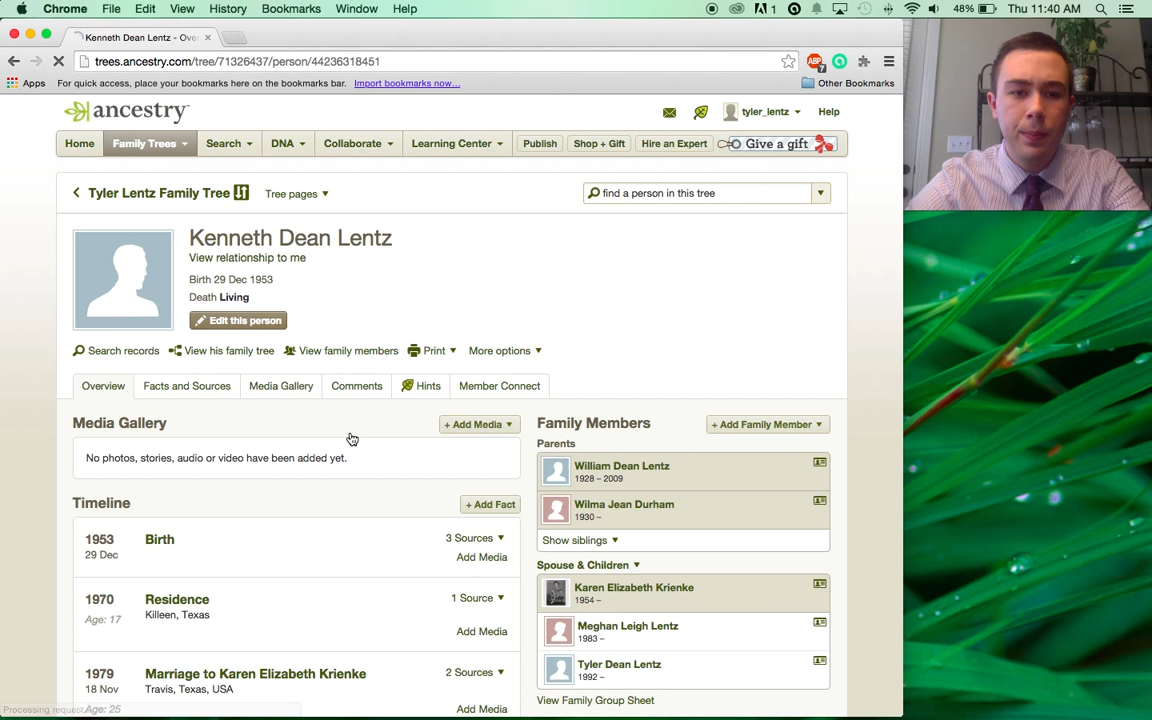 Chrome File Edit View History Bookmarks Window Help 1 48% Thu 11:40 AM
Kenneth Dean Lentz - Ove
trees.ancestry.com/tree/71326437/person/44236318451
Apps For quick access, place your bookmarks here on the bookmarks bar. Import bookmarks now... Other Bookmarks
ancestry tyler_lentz Help
Home Family Trees Search DNA Collaborate Learning Center Publish Shop + Gift Hire an Expert Give a gift
Tyler Lentz Family Tree Tree pages find a person in this tree
Kenneth Dean Lentz
View relationship to me
Birth 29 Dec 1953
Death Living
Edit this person
Search records View his family tree View family members Print More options
Overview Facts and Sources Media Gallery Comments Hints Member Connect
Media Gallery + Add Media
No photos, stories, audio or video have been added yet.
Timeline + Add Fact
1953 Birth 3 Sources
29 Dec Add Media
1970 Residence 1 Source
Age: 17 Killeen, Texas
Add Media
1979 Marriage to Karen Elizabeth Krienke 2 Sources
18 Nov Travis, Texas, USA
Age: 25 Add Media
Processing request
Family Members + Add Family Member
Parents
William Dean Lentz
1928 – 2009
Wilma Jean Durham
1930 –
Show siblings
Spouse & Children
Karen Elizabeth Krienke
1954 –
Meghan Leigh Lentz
1983 –
Tyler Dean Lentz
1992 –
View Family Group Sheet